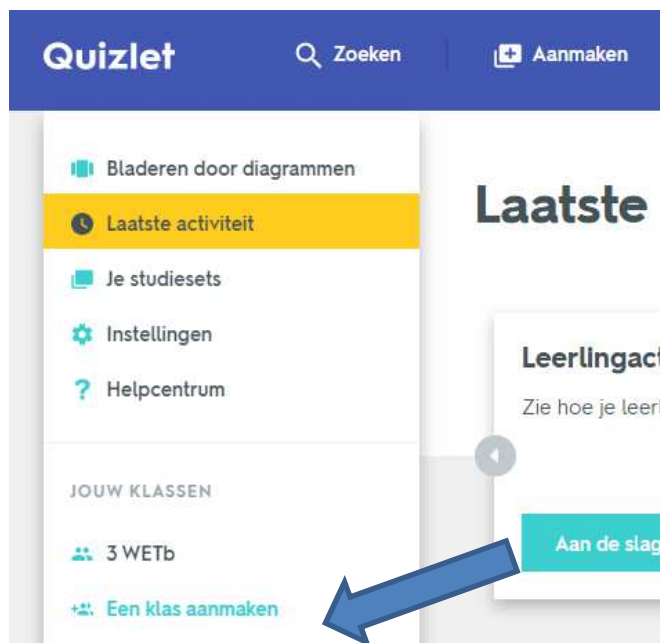 Quizlet
Zoeken
Aanmaken
Bladeren door diagrammen
Laatste activiteit
Je studiesets
Instellingen
Helpcentrum
JOUW KLASSEN
3 WETb
Een klas aanmaken
Laatste
Leerlingact
Zie hoe je leerl
Aan de slag